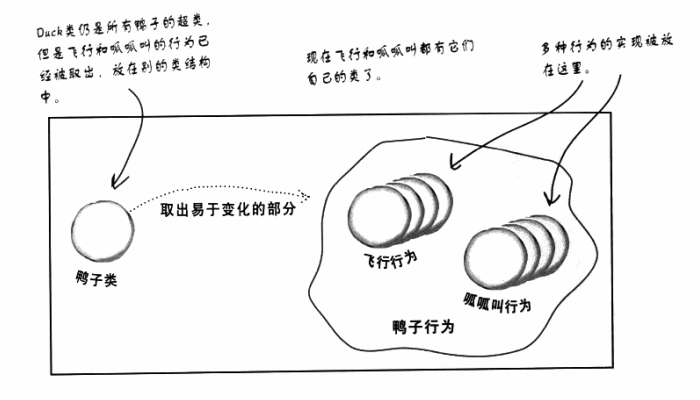 Duck类仍是所有鸭子的超类，
但是飞行和呱呱叫的行为已
经被取出，放在别的类结构
中。
现在飞行和呱呱叫都有它们
自己的类了。
多种行为的实现被放
在这里。
取出易于变化的部分
鸭子类
飞行行为
呱呱叫行为
鸭子行为